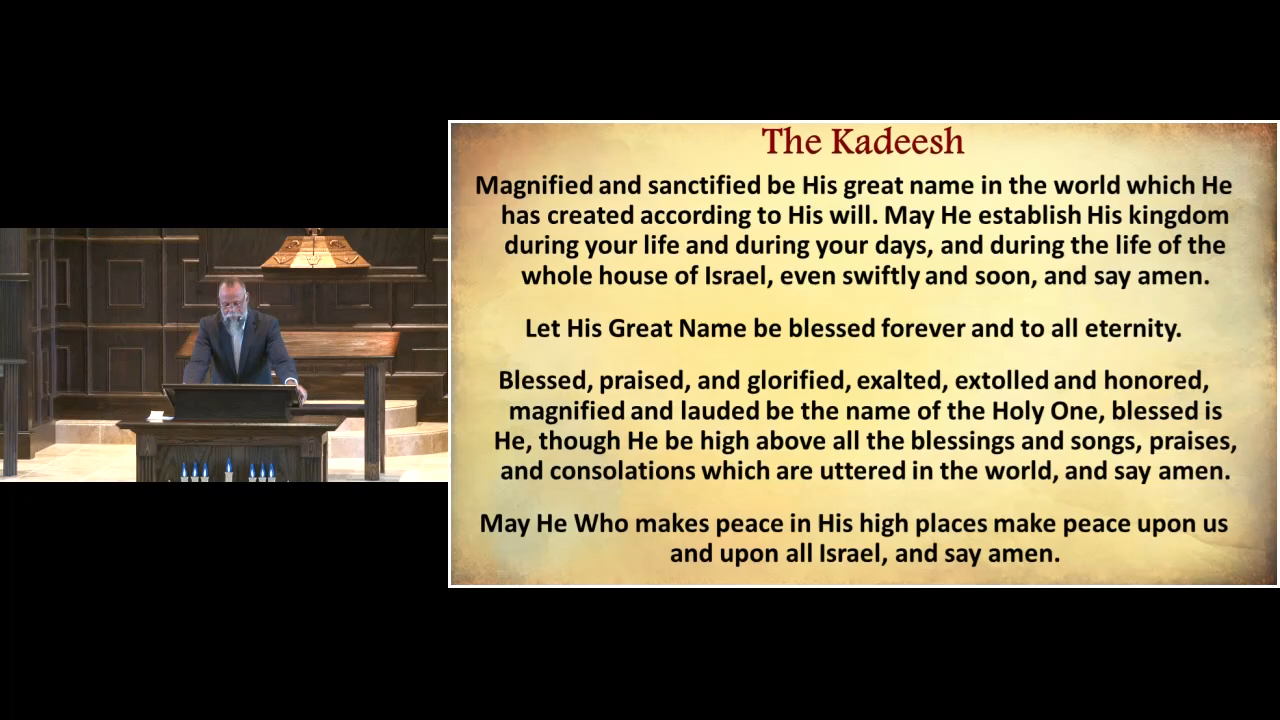 The Kadeesh
Magnified and sanctified be His great name in the world which He
has created according to His will. May He establish His kingdom
during your life and during your days, and during the life of the
whole house of Israel, even swiftly and soon, and say amen.
Let His Great Name be blessed forever and to all eternity.
Blessed, praised, and glorified, exalted, extolled and honored,
magnified and lauded be the name of the Holy One, blessed is
He, though He be high above all the blessings and songs, praises,
and consolations which are uttered in the world, and say amen.
May He Who makes peace in His high places make peace upon us
and upon all Israel, and say amen.